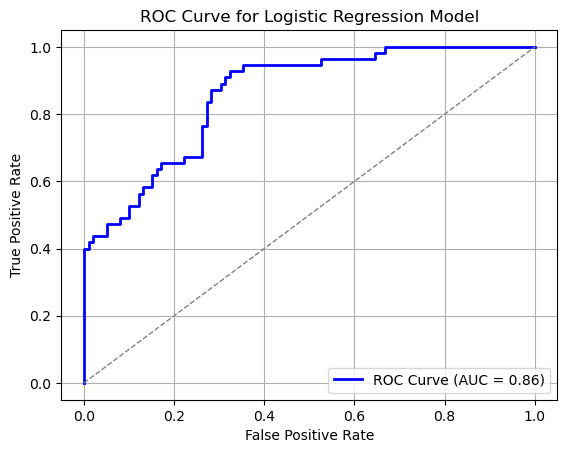 ROC Curve for Logistic Regression Model
True Positive Rate
1.0
0.8
0.6
0.4
0.2
0.0
ROC Curve (AUC = 0.86)
0.0 0.2 0.4 0.6 0.8 1.0
False Positive Rate